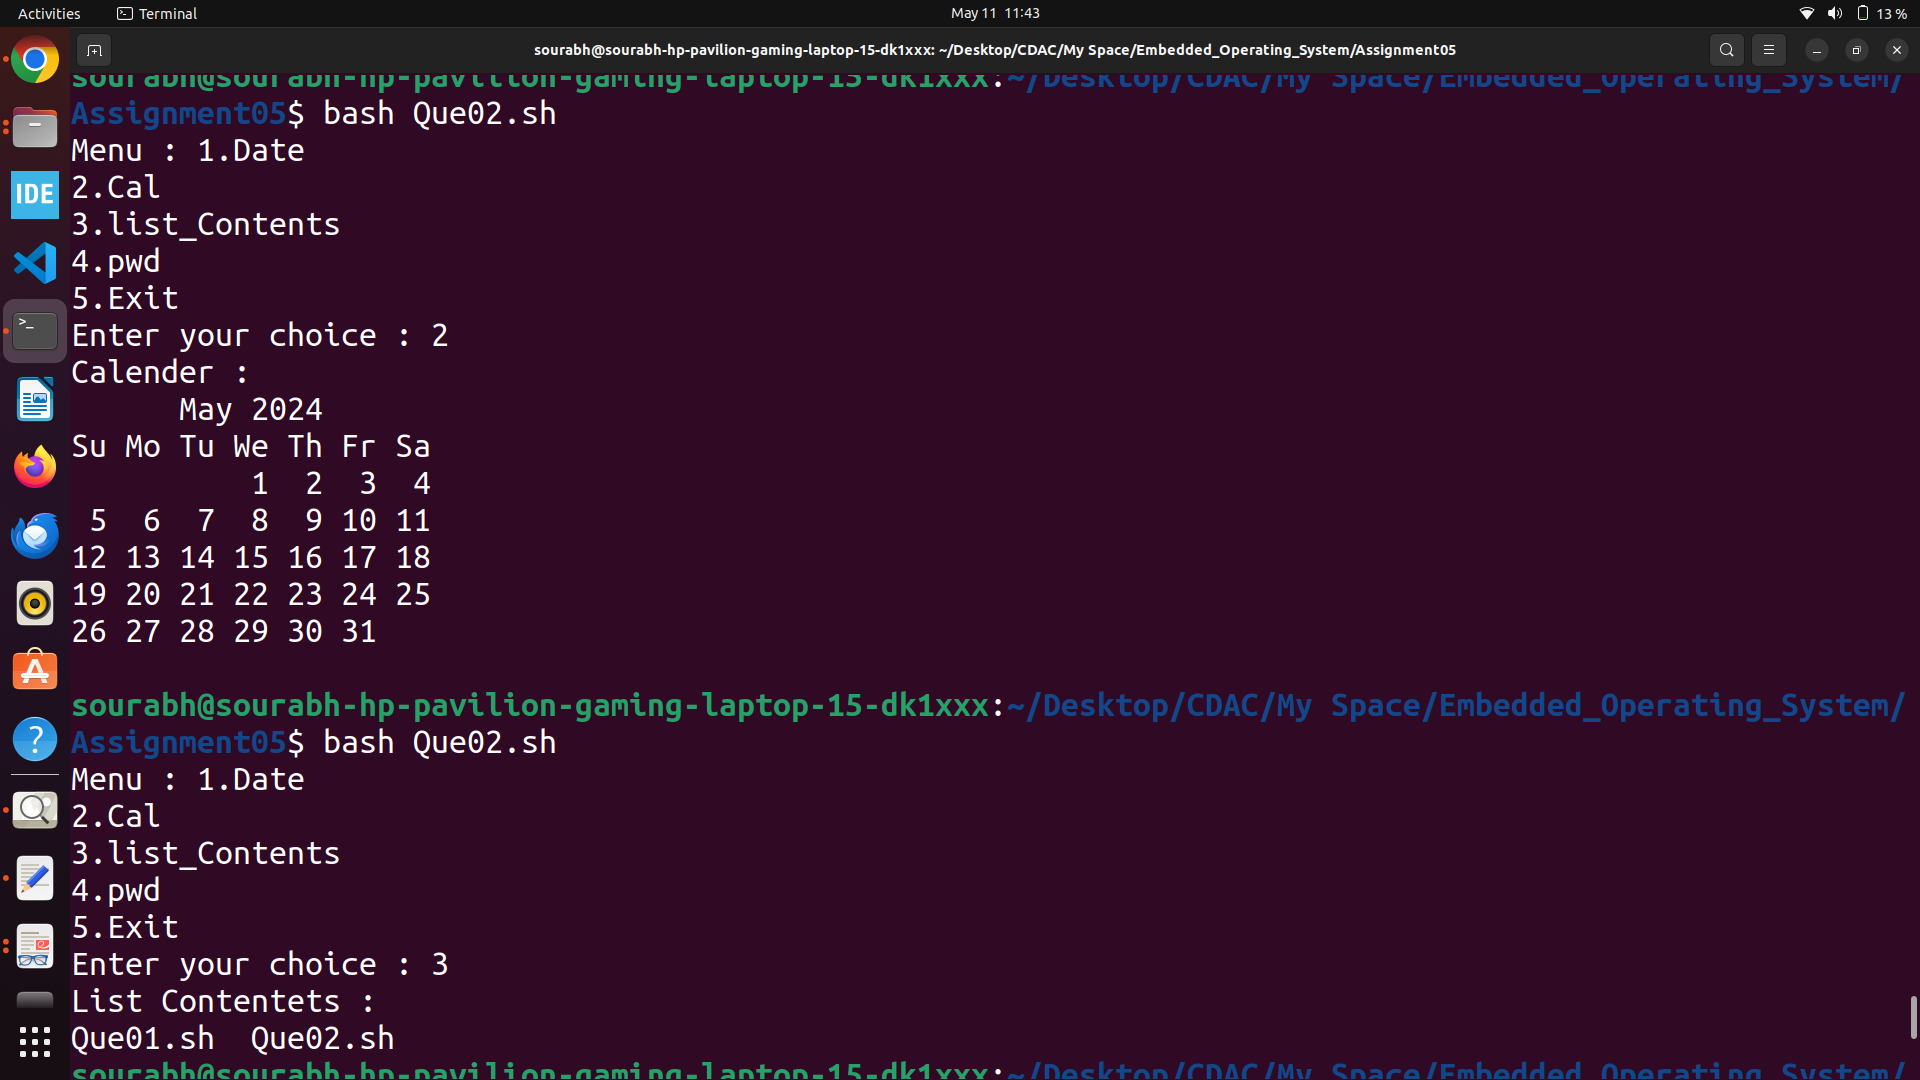 Activities
Terminal
May 11 11:43
13 %
sourabh@sourabh-hp-pavilion-gaming-laptop-15-dk1xxx: ~/Desktop/CDAC/My Space/Embedded_Operating_System/Assignment05
sourabh@sourabh-hp-pavilion-gaming-laptop-15-dk1xxx:~/Desktop/CDAC/My Space/Embedded_Operating_System/
Assignment05$ bash Que02.sh
Menu : 1.Date
2.Cal
3.list_Contents
4.pwd
5.Exit
Enter your choice : 2
Calender :
May 2024
Su Mo Tu We Th Fr Sa
1 2 3 4
5 6 7 8 9 10 11
12 13 14 15 16 17 18
19 20 21 22 23 24 25
26 27 28 29 30 31
sourabh@sourabh-hp-pavilion-gaming-laptop-15-dk1xxx:~/Desktop/CDAC/My Space/Embedded_Operating_System/
Assignment05$ bash Que02.sh
Menu : 1.Date
2.Cal
3.list_Contents
4.pwd
5.Exit
Enter your choice : 3
List Contentets :
Que01.sh Que02.sh
sourabh@sourabh-hp-pavilion-gaming-laptop-15-dk1xxx:~/Desktop/CDAC/My Space/Embedded_Operating_System/
IDE